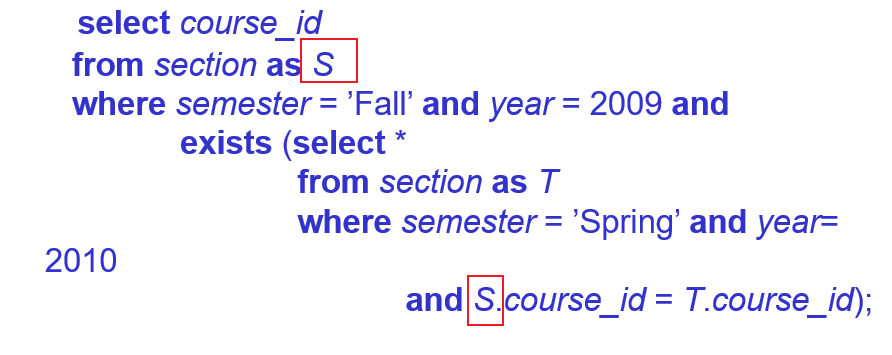 select course_id
from section as S
where semester = ’Fall’ and year = 2009 and
exists (select *
from section as T
where semester = ’Spring’ and year=
2010
and S.course_id = T.course_id);